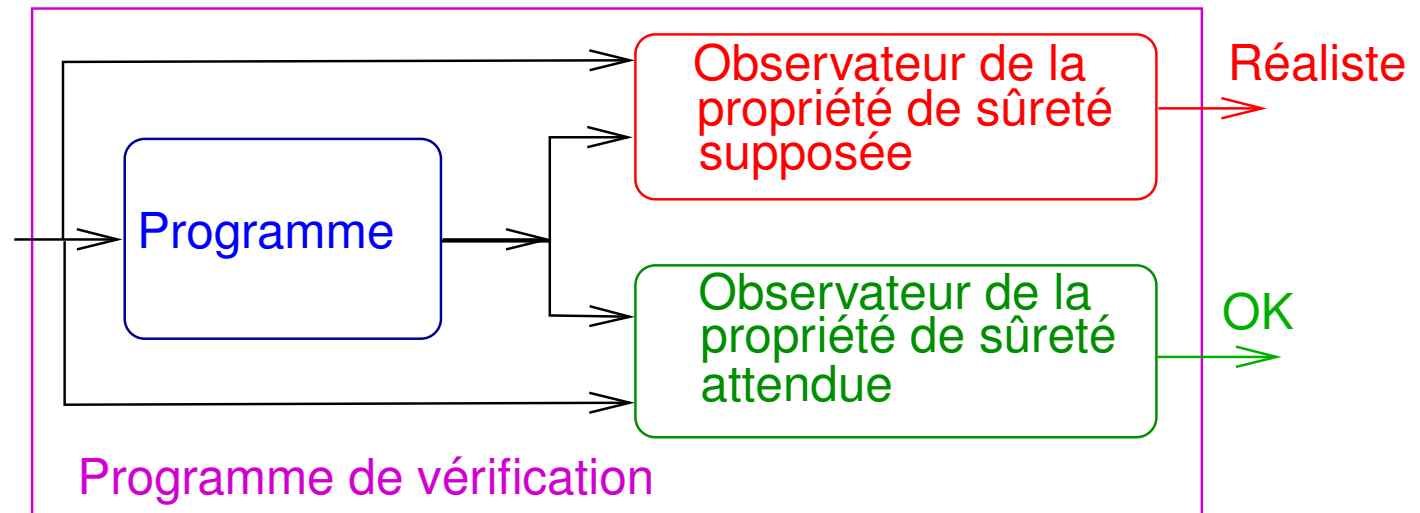 Observateur de la
propriété de sûreté
supposée
Réaliste
Programme
Observateur de la
propriété de sûreté
attendue
OK
Programme de vérification